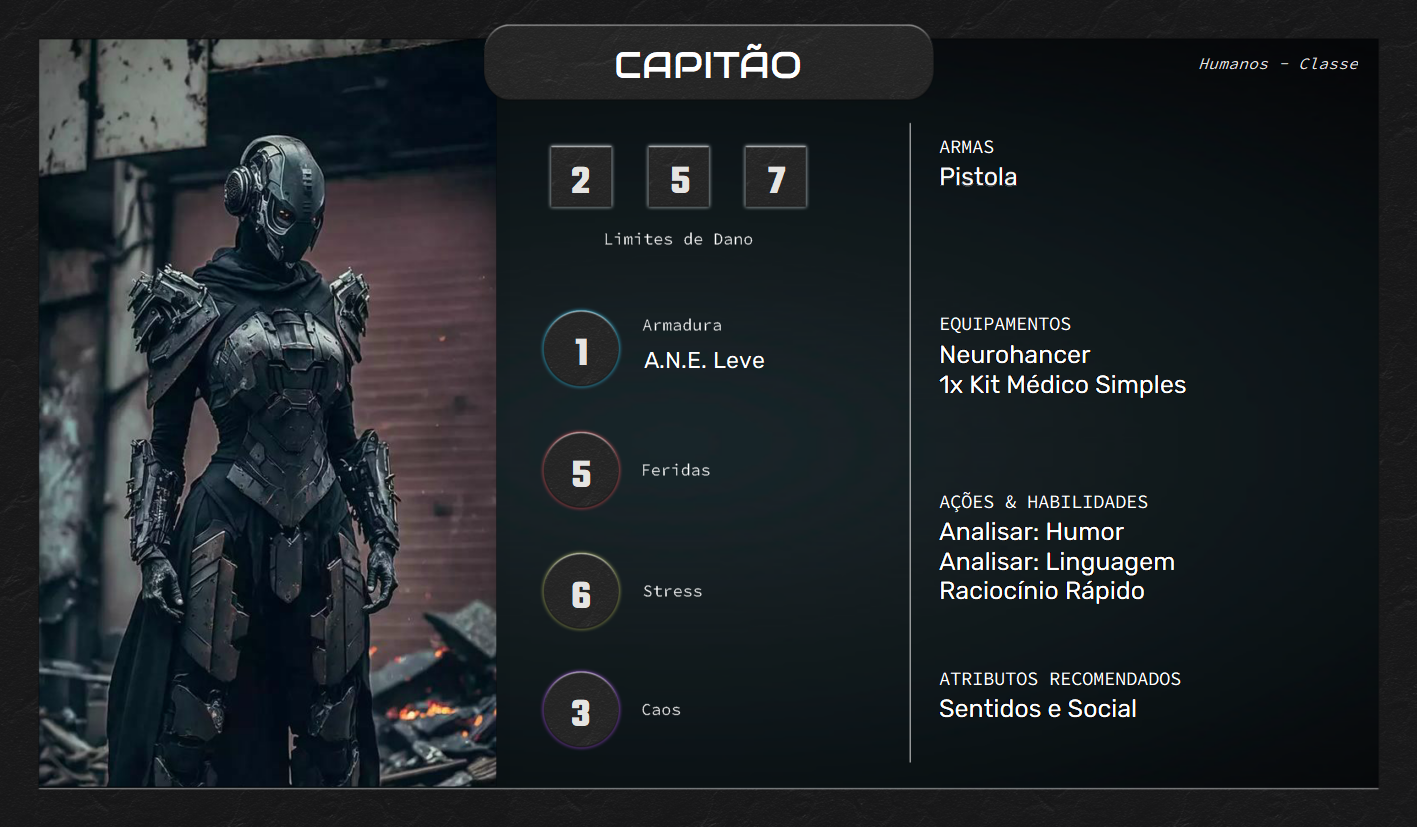 CAPITÃO
Humanos - Classe
2 5 7
Limites de Dano
1
Armadura
A.N.E. Leve
5
Feridas
6
Stress
3
Caos
ARMAS
Pistola
EQUIPAMENTOS
Neurohancer
1x Kit Médico Simples
AÇÕES & HABILIDADES
Analisar: Humor
Analisar: Linguagem
Raciocínio Rápido
ATRIBUTOS RECOMENDADOS
Sentidos e Social